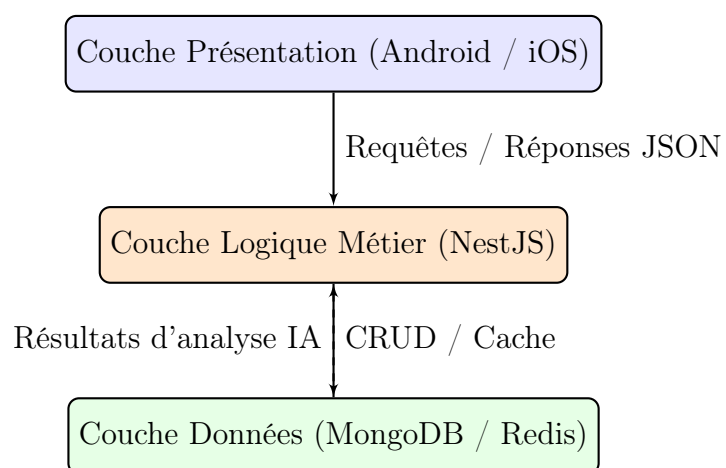 Couche Présentation (Android / iOS)
Requêtes / Réponses JSON
Couche Logique Métier (NestJS)
Résultats d'analyse IA
CRUD / Cache
Couche Données (MongoDB / Redis)